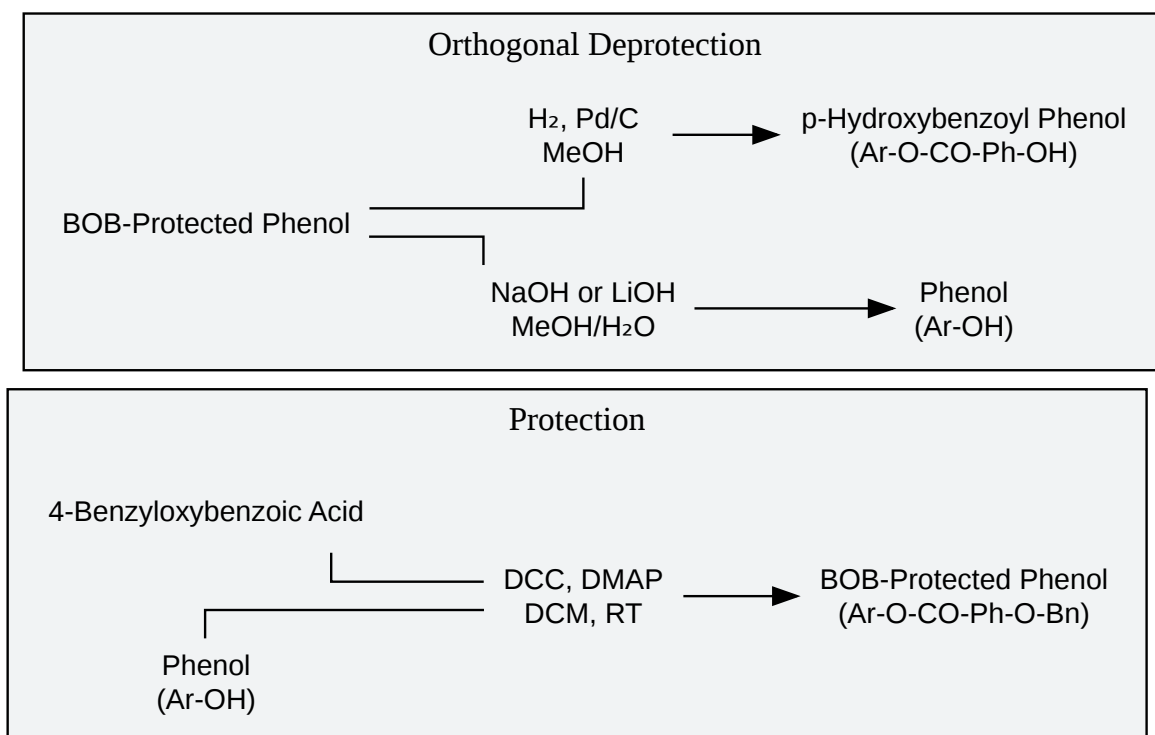 Orthogonal Deprotection
H₂, Pd/C
MeOH
p-Hydroxybenzoyl Phenol
(Ar-O-CO-Ph-OH)
BOB-Protected Phenol
NaOH or LiOH
MeOH/H₂O
Phenol
(Ar-OH)
Protection
4-Benzyloxybenzoic Acid
DCC, DMAP
DCM, RT
BOB-Protected Phenol
(Ar-O-CO-Ph-O-Bn)
Phenol
(Ar-OH)